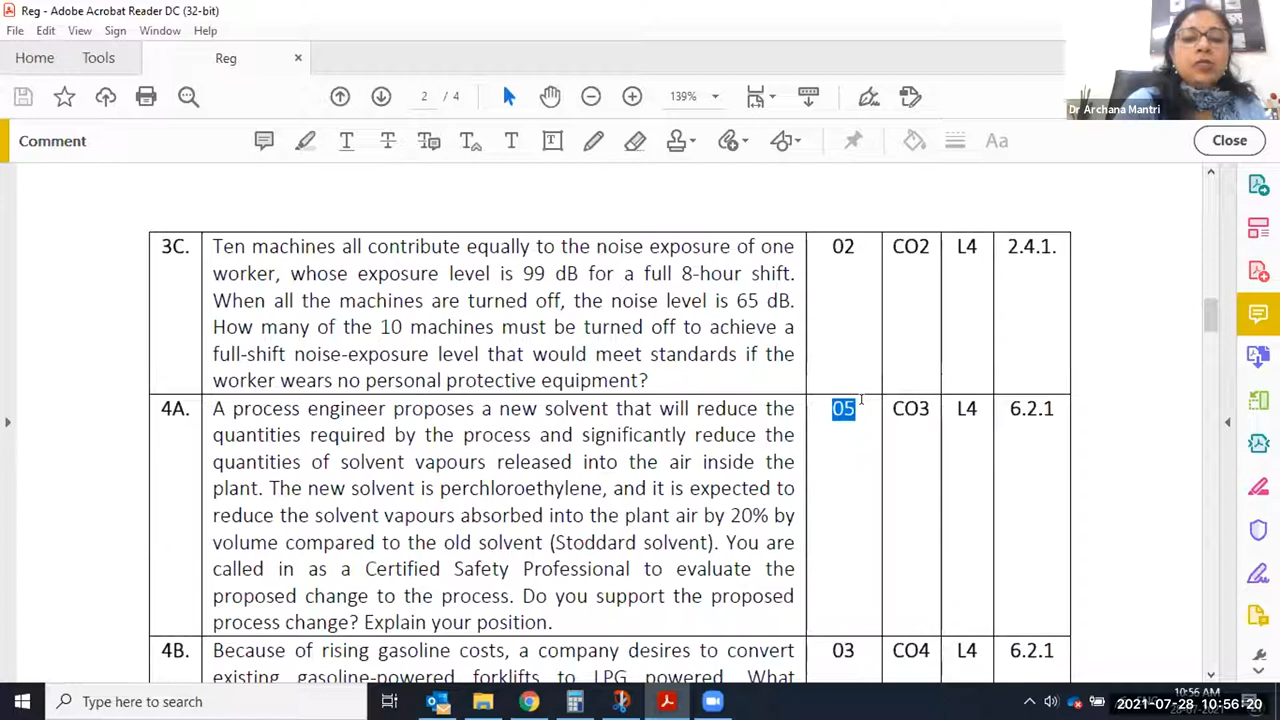 Reg - Adobe Acrobat Reader DC (32-bit)
File Edit View Sign Window Help
Home Tools Reg ×
2 / 4 139%
Dr Archana Mantri
Comment Close
3C. Ten machines all contribute equally to the noise exposure of one 02 CO2 L4 2.4.1.
worker, whose exposure level is 99 dB for a full 8-hour shift.
When all the machines are turned off, the noise level is 65 dB.
How many of the 10 machines must be turned off to achieve a
full-shift noise-exposure level that would meet standards if the
worker wears no personal protective equipment?
4A. A process engineer proposes a new solvent that will reduce the 05 CO3 L4 6.2.1
quantities required by the process and significantly reduce the
quantities of solvent vapours released into the air inside the
plant. The new solvent is perchloroethylene, and it is expected to
reduce the solvent vapours absorbed into the plant air by 20% by
volume compared to the old solvent (Stoddard solvent). You are
called in as a Certified Safety Professional to evaluate the
proposed change to the process. Do you support the proposed
process change? Explain your position.
4B. Because of rising gasoline costs, a company desires to convert 03 CO4 L4 6.2.1
existing gasoline-powered forklifts to LPG powered. What
Type here to search
10:56 AM
2021-07-28 10:56:20